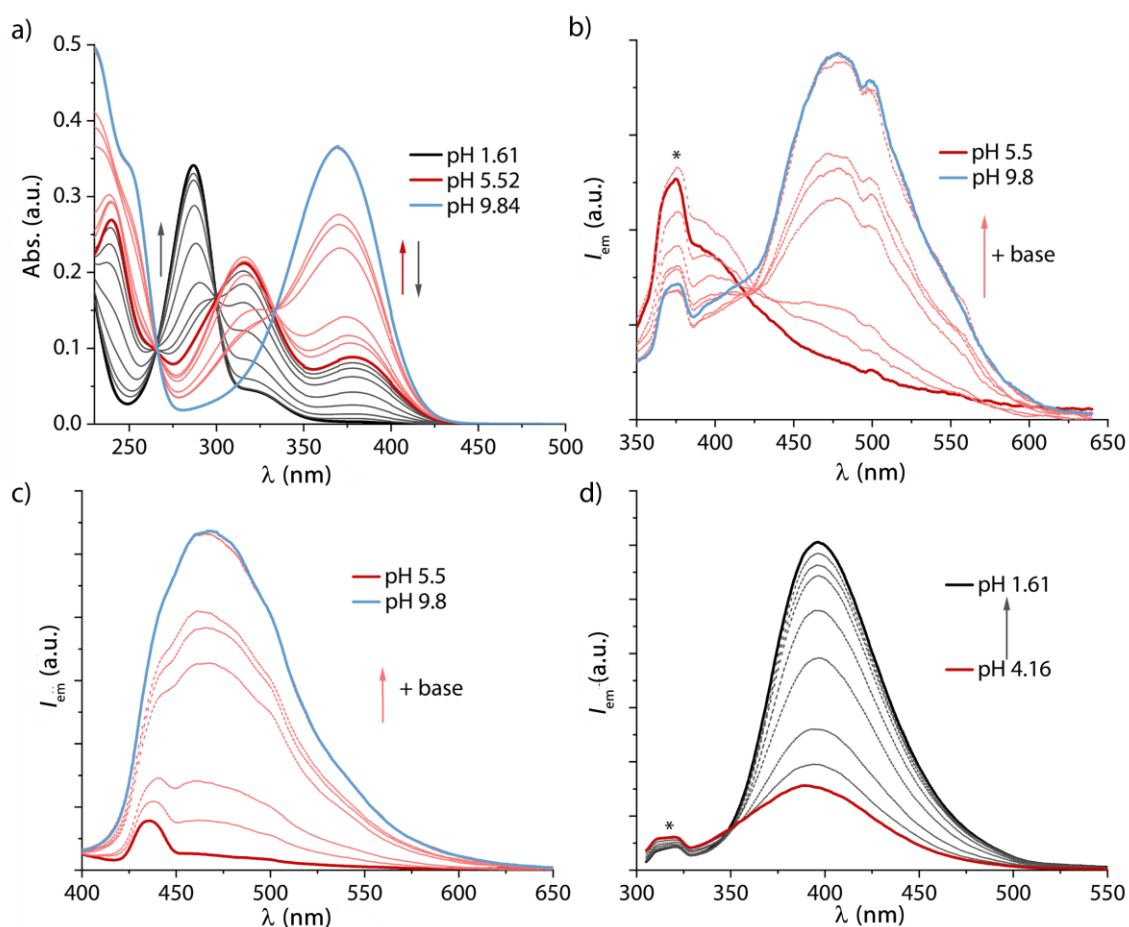 a)
Abs. (a.u.)
0.5
0.4
0.3
0.2
0.1
0.0
pH 1.61
pH 5.52
pH 9.84
250 300 350 400 450 500
λ (nm)
b)
Iem (a.u.)
*
pH 5.5
pH 9.8
+ base
350 400 450 500 550 600 650
λ (nm)
c)
Iem (a.u.)
pH 5.5
pH 9.8
+ base
400 450 500 550 600 650
λ (nm)
d)
Iem (a.u.)
pH 1.61
pH 4.16
*
300 350 400 450 500 550
λ (nm)